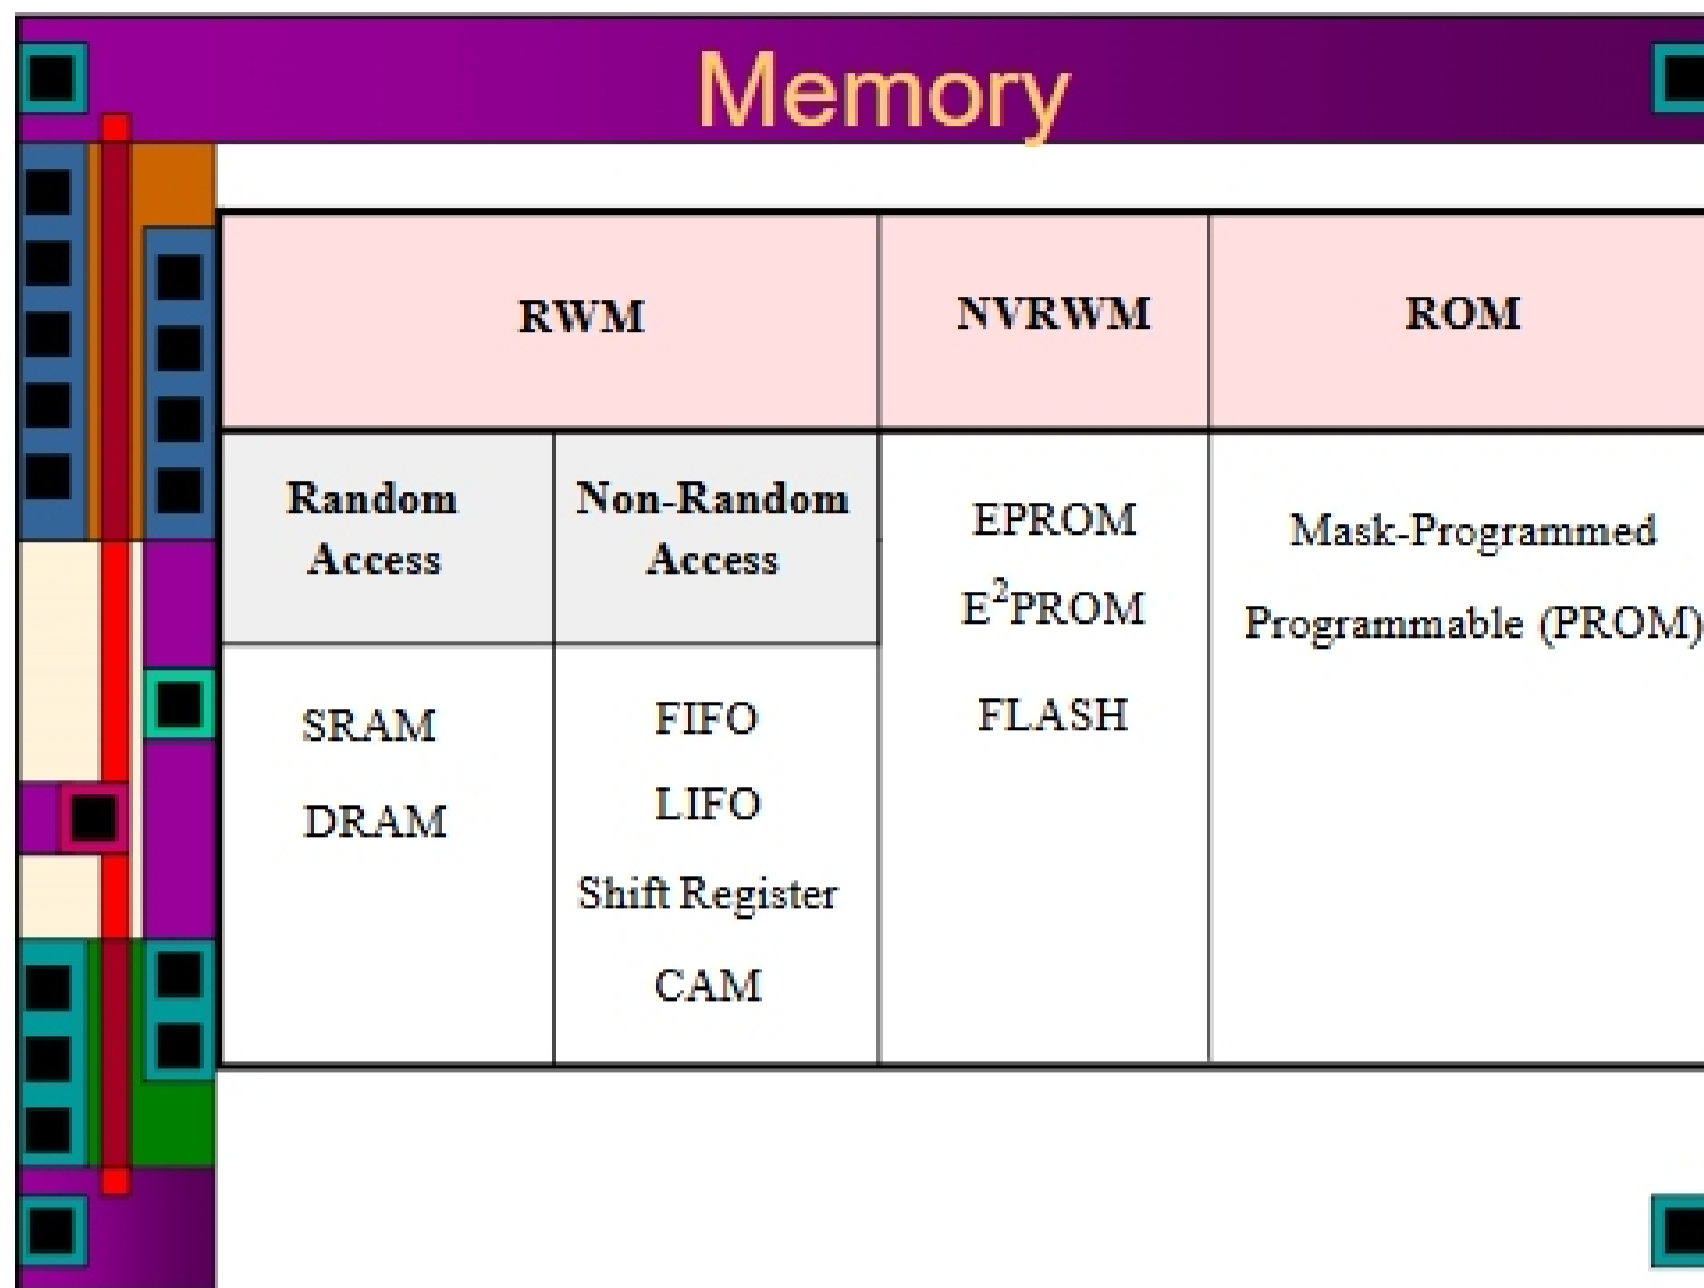 Memory
RWM
NVRWM
ROM
Random
Access
Non-Random
Access
EPROM
E²PROM
FLASH
Mask-Programmed
Programmable (PROM)
SRAM
DRAM
FIFO
LIFO
Shift Register
CAM